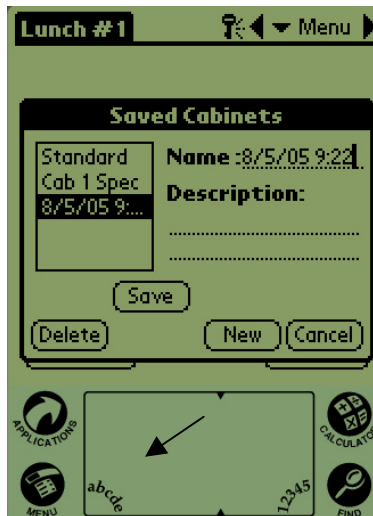 Lunch #1 Menu
Saved Cabinets
Standard
Cab 1 Spec
8/5/05 9:...
Name :8/5/05 9:22
Description:
Save
Delete New Cancel
APPLICATIONS
CALCULATOR
MENU
abcde
12345
FIND